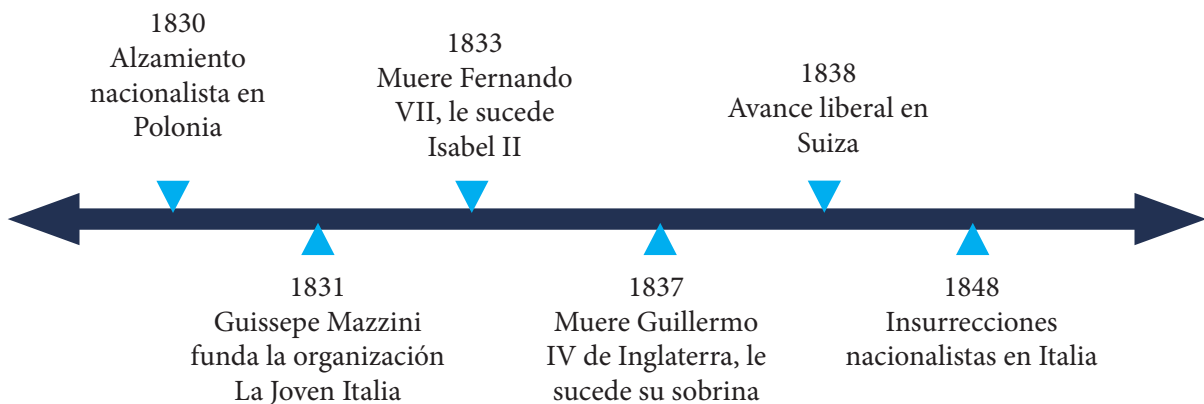 1830
Alzamiento
nacionalista en
Polonia
1831
Guissepe Mazzini
funda la organización
La Joven Italia
1833
Muere Fernando
VII, le sucede
Isabel II
1837
Muere Guillermo
IV de Inglaterra, le
sucede su sobrina
1838
Avance liberal en
Suiza
1848
Insurrecciones
nacionalistas en Italia